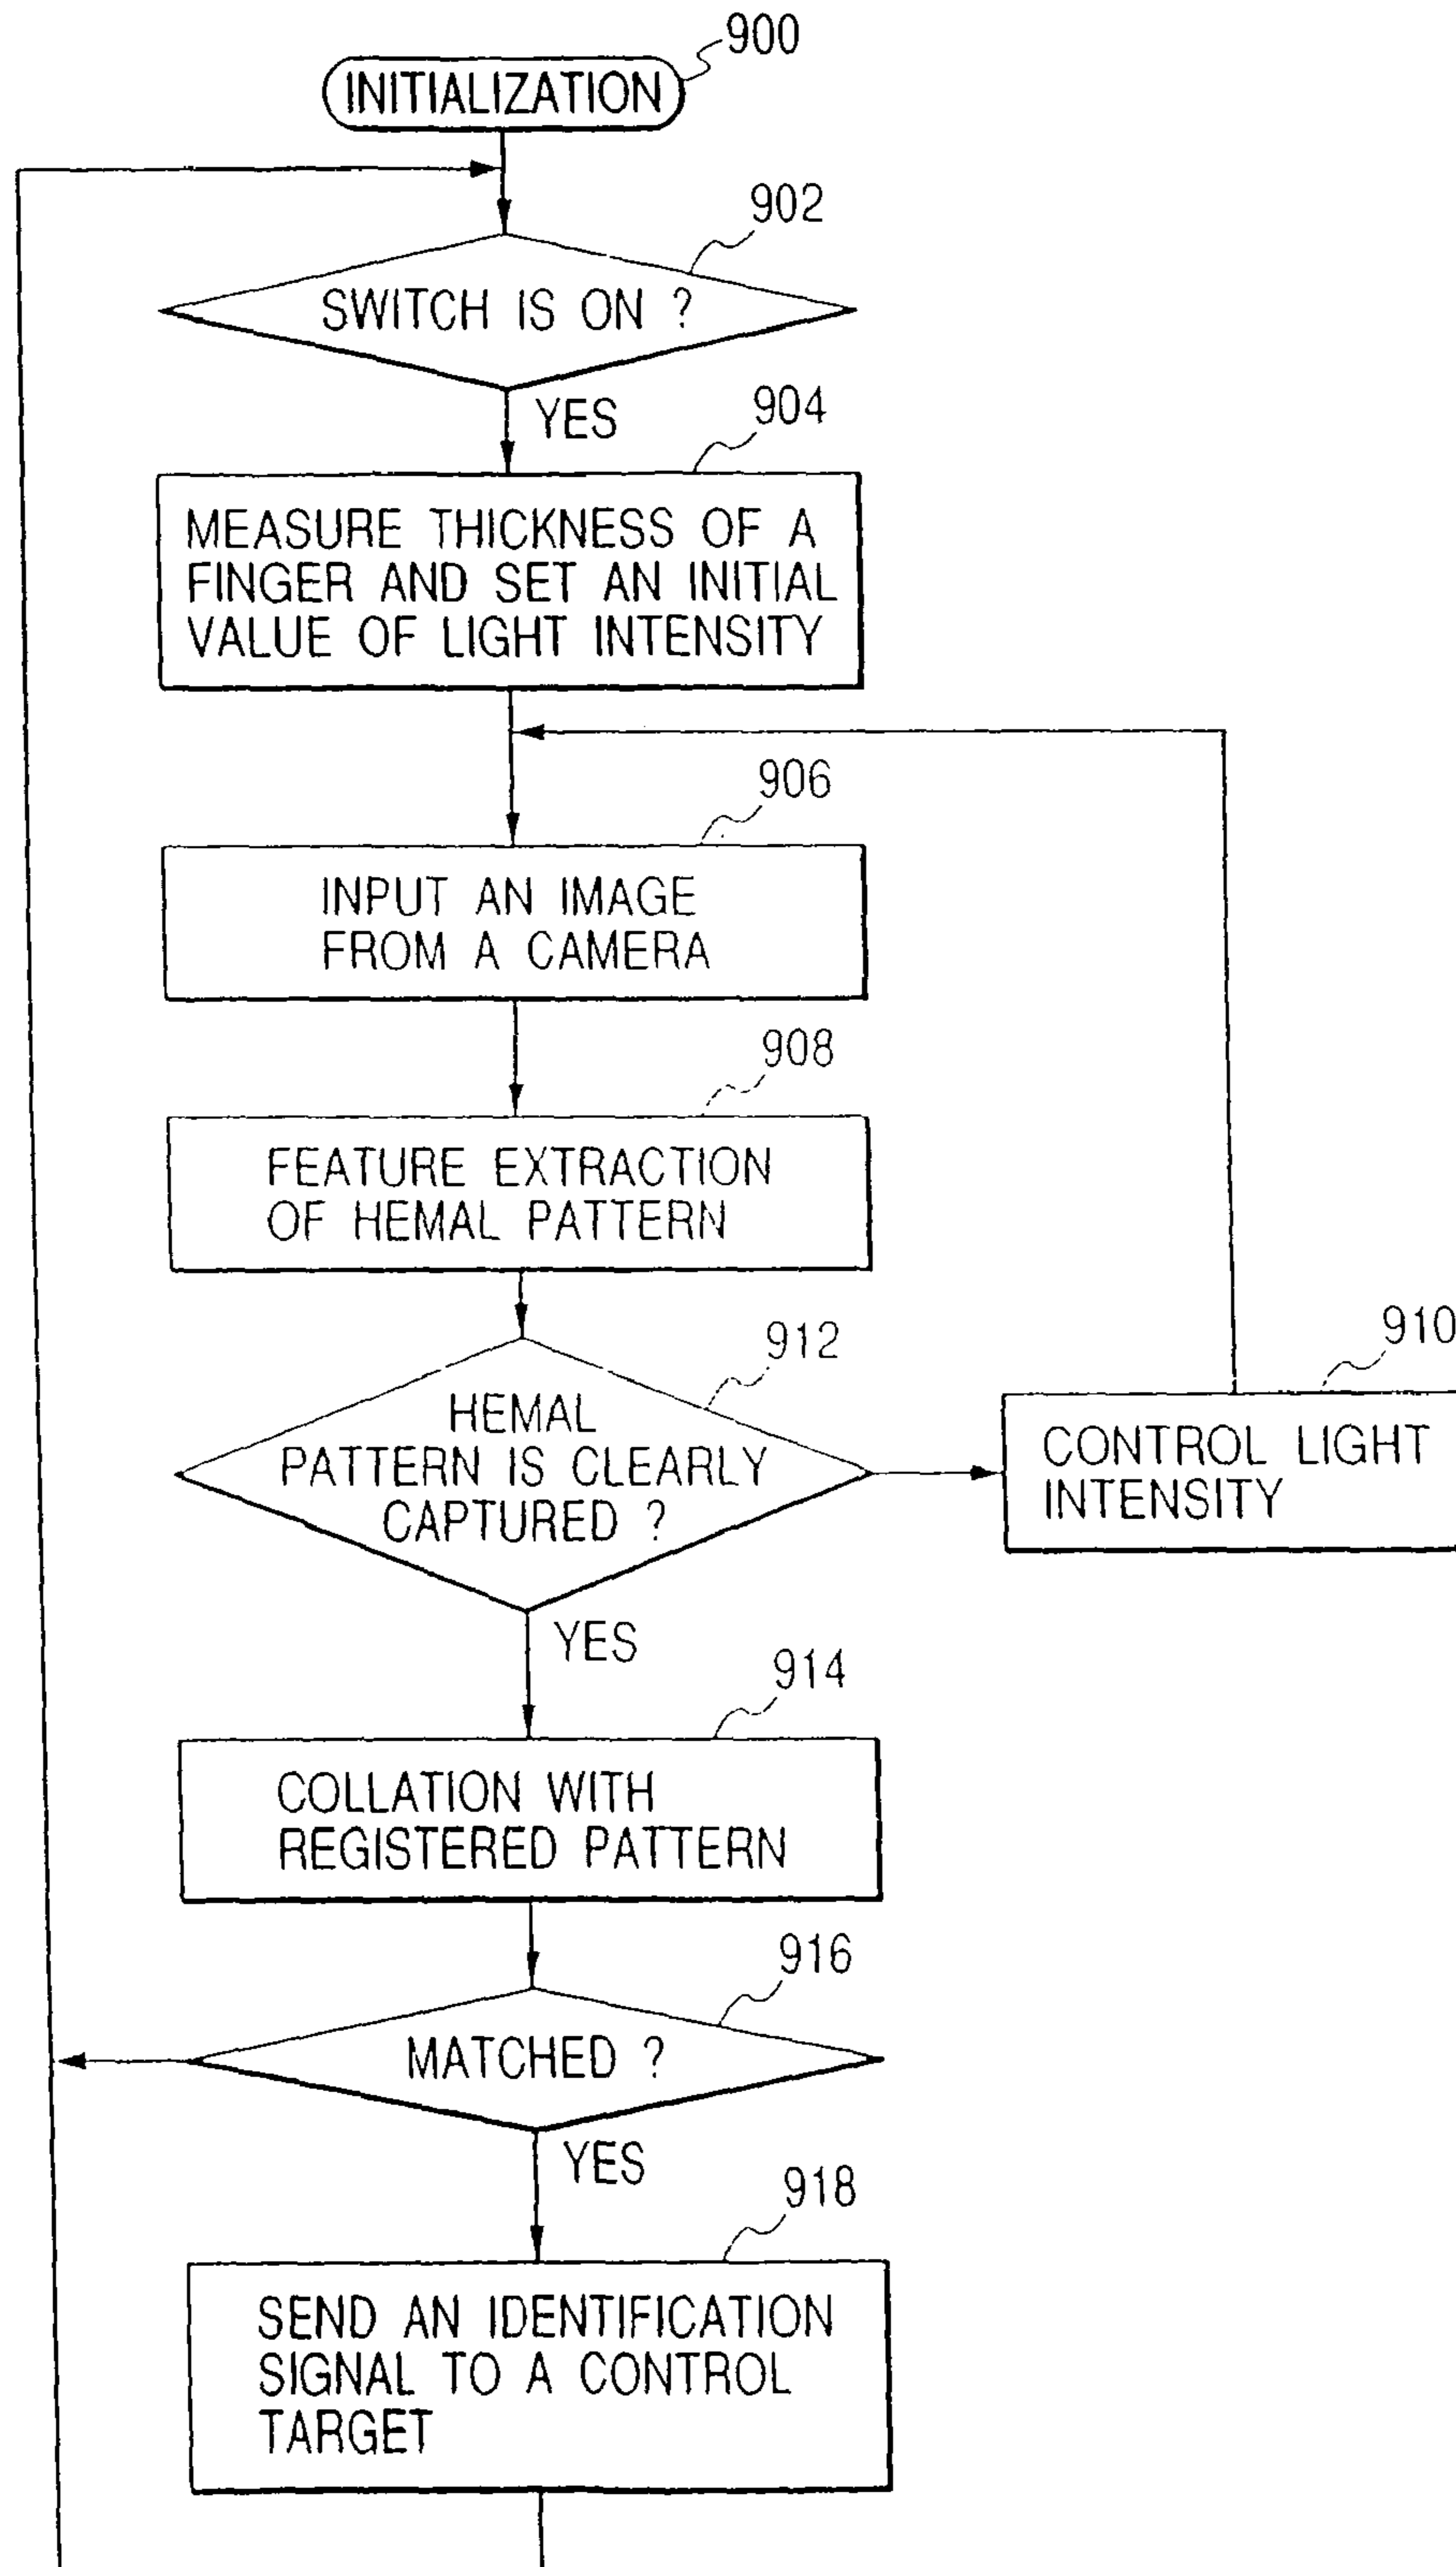 900
INITIALIZATION
902
SWITCH IS ON ?
YES
904
MEASURE THICKNESS OF A
FINGER AND SET AN INITIAL
VALUE OF LIGHT INTENSITY
906
INPUT AN IMAGE
FROM A CAMERA
908
FEATURE EXTRACTION
OF HEMAL PATTERN
912
HEMAL
PATTERN IS CLEARLY
CAPTURED ?
910
CONTROL LIGHT
INTENSITY
YES
914
COLLATION WITH
REGISTERED PATTERN
916
MATCHED ?
YES
918
SEND AN IDENTIFICATION
SIGNAL TO A CONTROL
TARGET